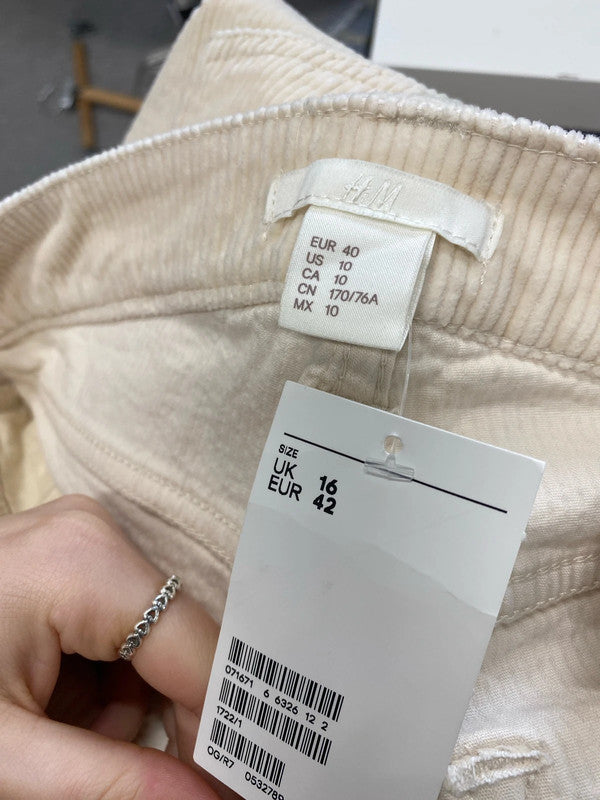 H&M
EUR 40
US 10
CA 10
CN 170/76A
MX 10
SIZE
UK 16
EUR 42
071671 6 6326 12 2
1722/1
OG/R7 053278